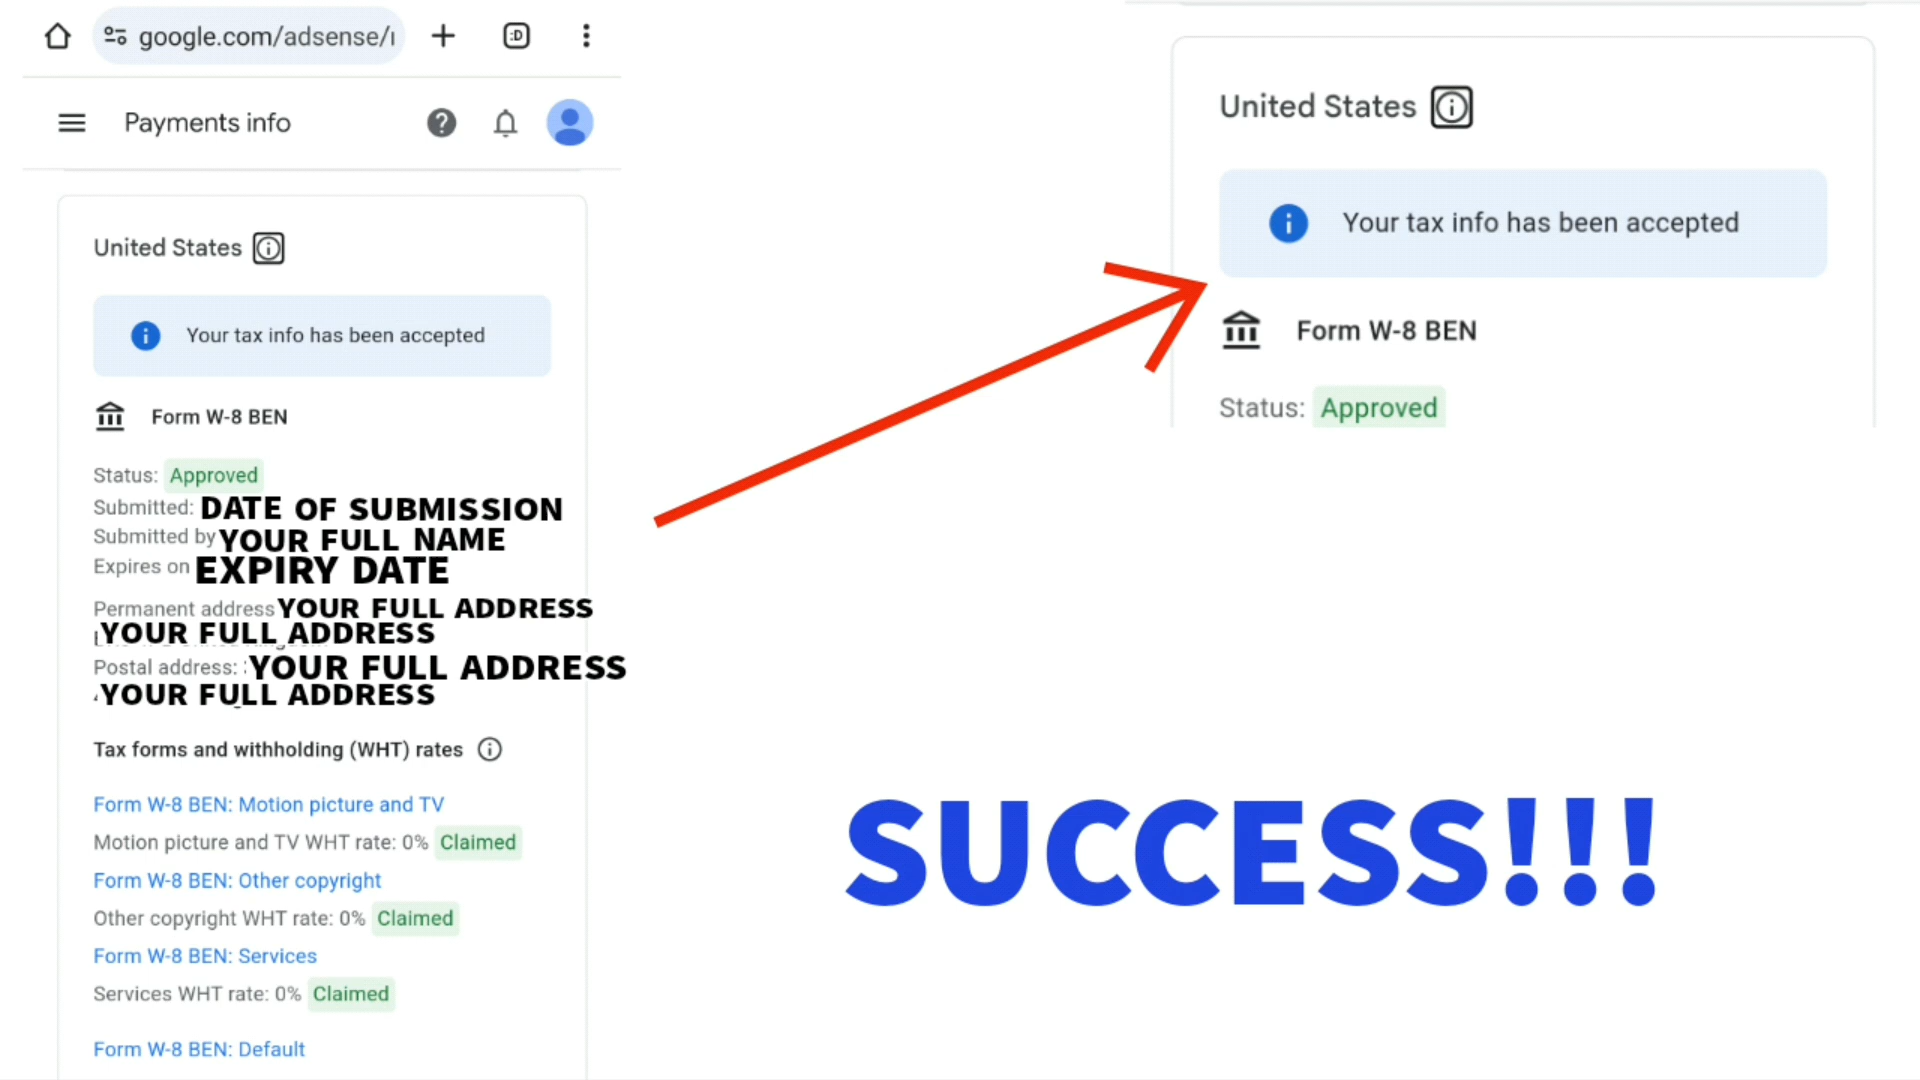 google.com/adsense/
Payments info
United States
Your tax info has been accepted
Form W-8 BEN
Status: Approved
Submitted: DATE OF SUBMISSION
Submitted by YOUR FULL NAME
Expires on EXPIRY DATE
Permanent address YOUR FULL ADDRESS
YOUR FULL ADDRESS
Postal address: YOUR FULL ADDRESS
YOUR FULL ADDRESS
Tax forms and withholding (WHT) rates
Form W-8 BEN: Motion picture and TV
Motion picture and TV WHT rate: 0% Claimed
Form W-8 BEN: Other copyright
Other copyright WHT rate: 0% Claimed
Form W-8 BEN: Services
Services WHT rate: 0% Claimed
Form W-8 BEN: Default
United States
Your tax info has been accepted
Form W-8 BEN
Status: Approved
SUCCESS!!!